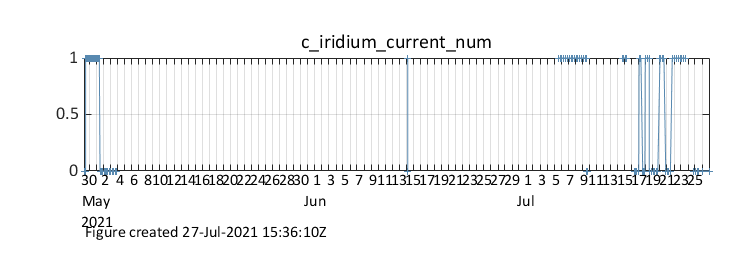 c_iridium_current_num
1
0.5
0
30 2 4 6 8 10 12 14 16 18 20 22 24 26 28 30 1 3 5 7 9 11 13 15 17 19 21 23 25 27 29 1 3 5 7 9 11 13 15 17 19 21 23 25
May Jun Jul
2021
Figure created 27-Jul-2021 15:36:10Z